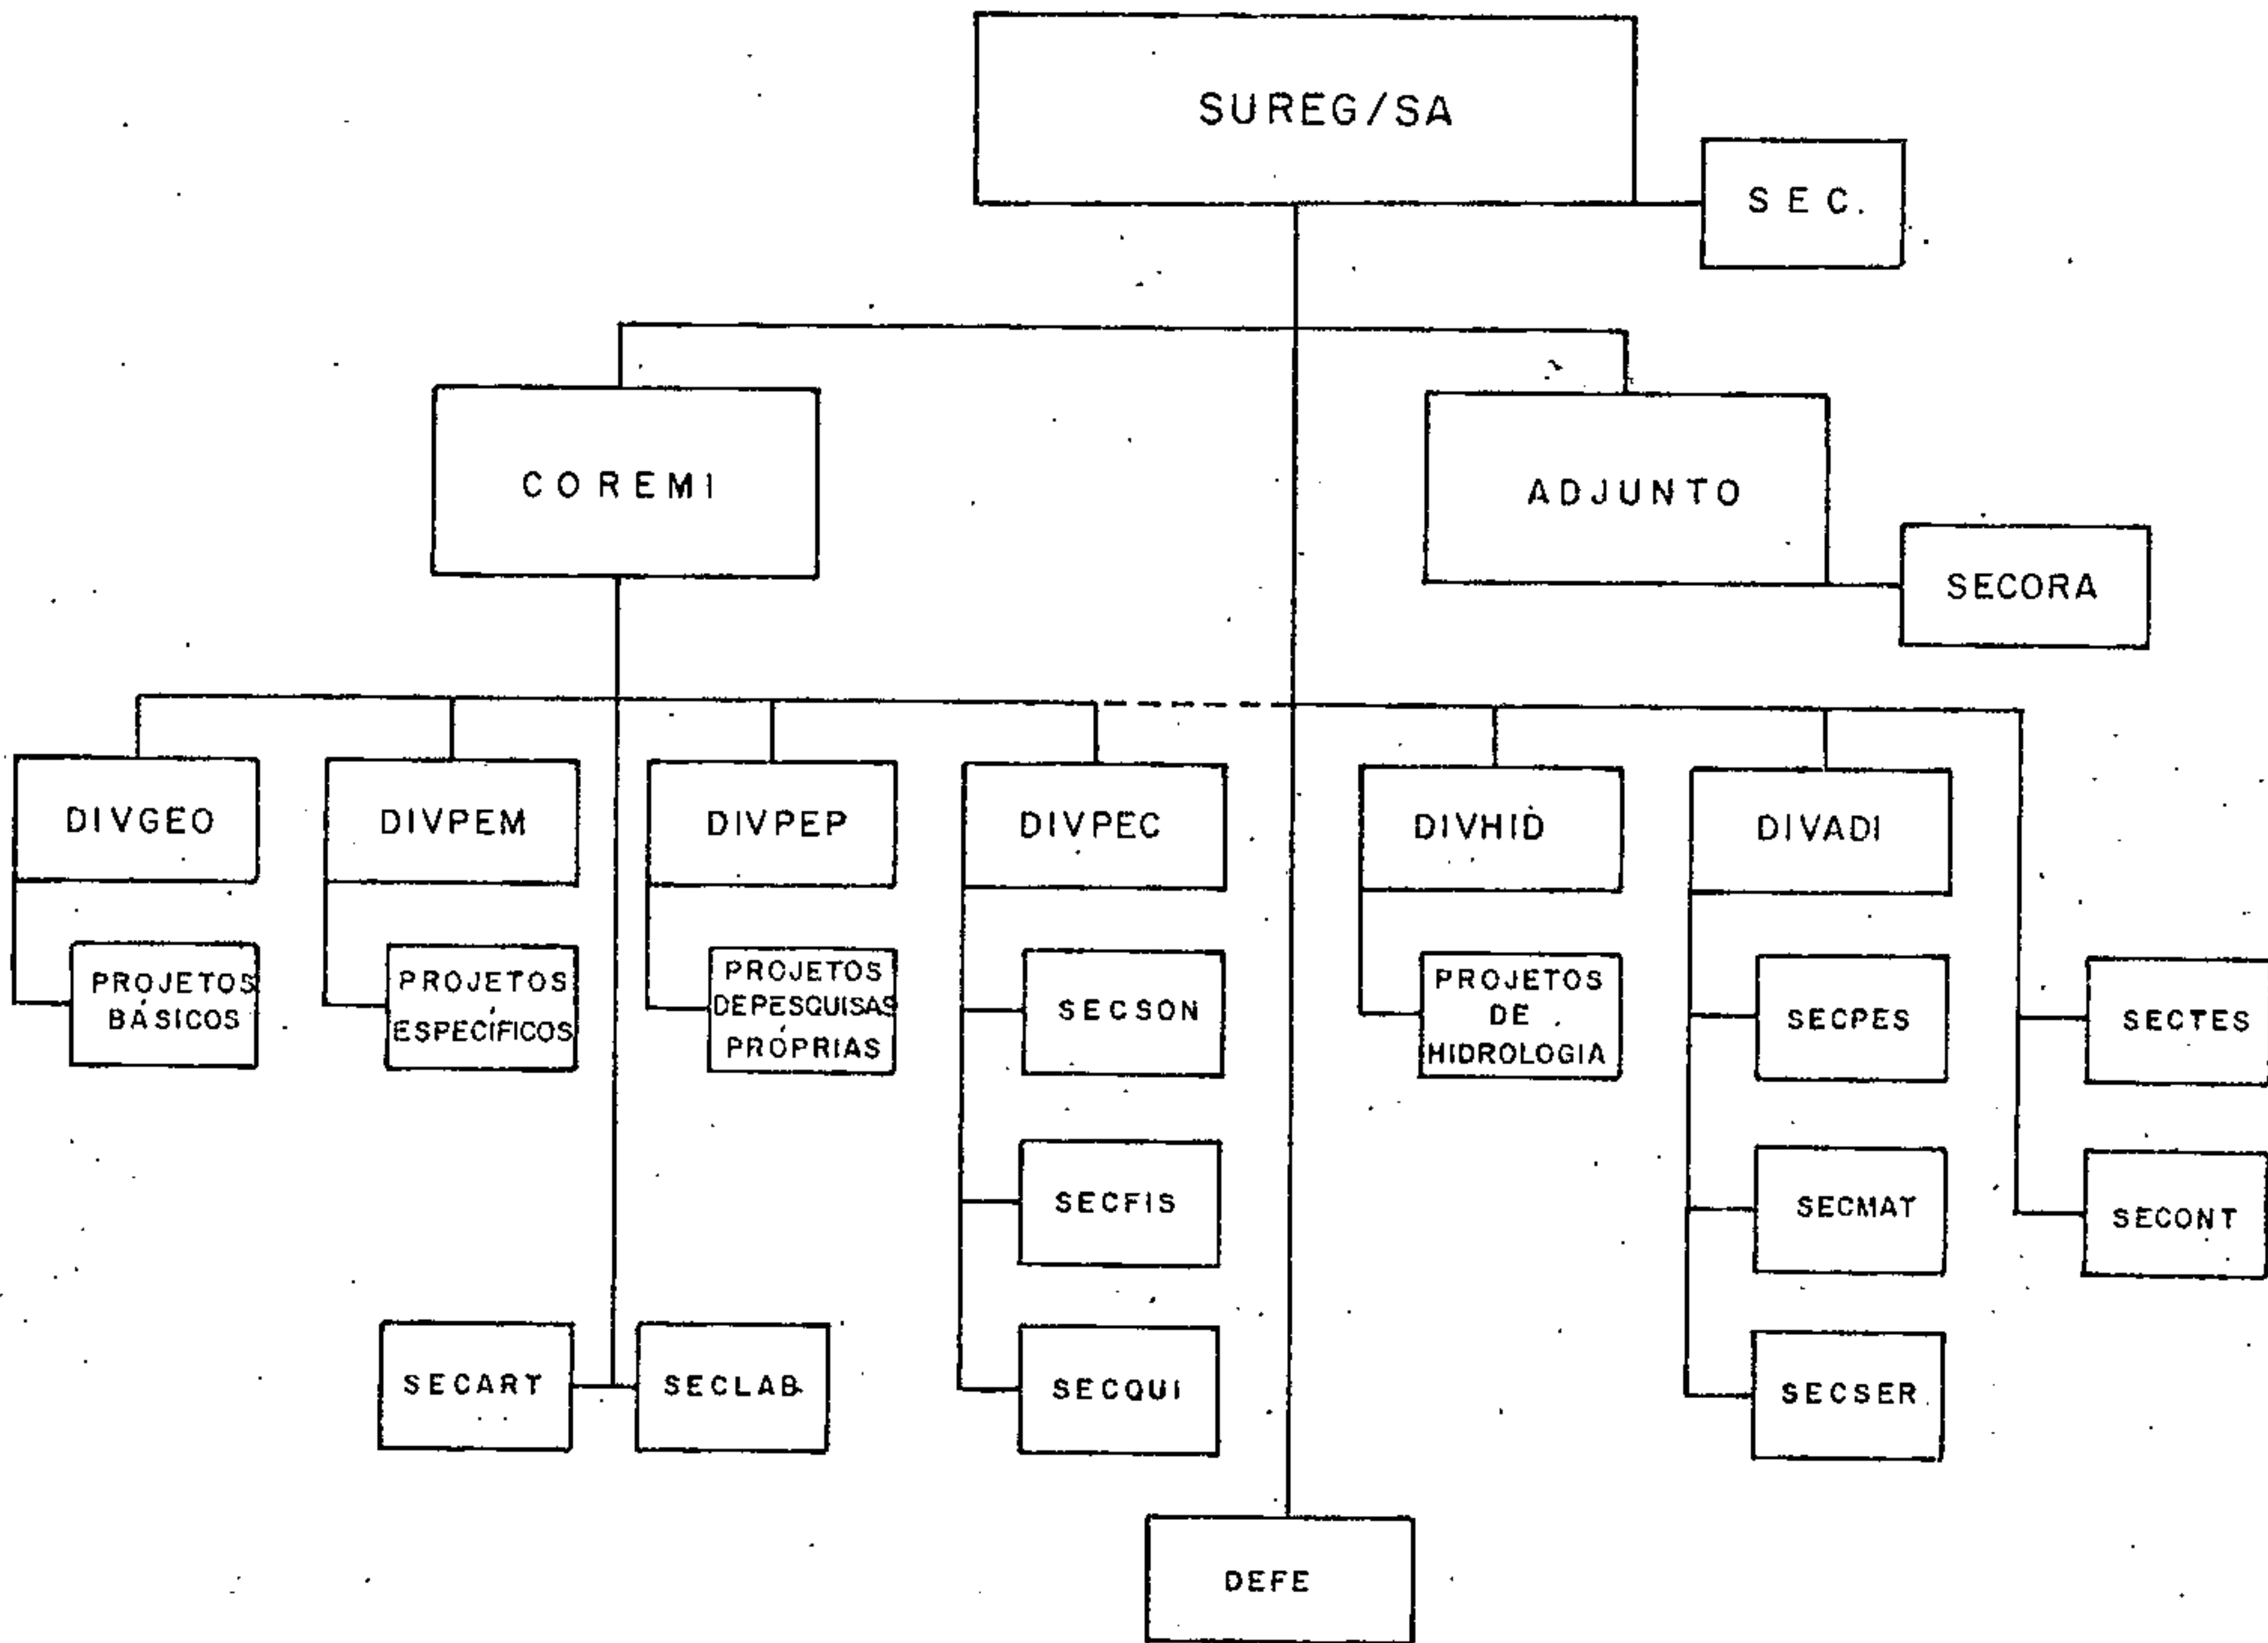 SUREG/SA
SEC.
COREMI
ADJUNTO
SECORA
DIVGEO
DIVPEM
DIVPEP
DIVPEC
DIVHID
DIVADI
PROJETOS
BÁSICOS
PROJETOS
ESPECÍFICOS
PROJETOS
DEPESQUISAS
PRÓPRIAS
SECSON
PROJETOS
DE
HIDROLOGIA
SECPES
SECTES
SECFIS
SECMAT
SECONT
SECART
SECLAB
SECQUI
SECSER
DEFE